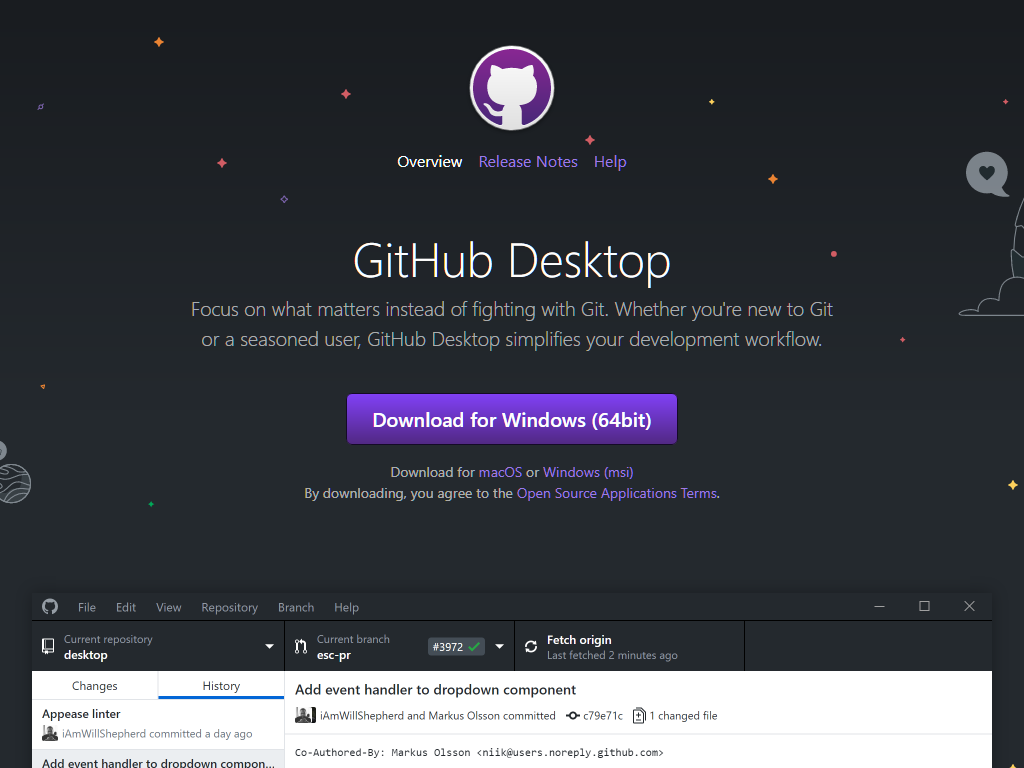 Overview Release Notes Help
GitHub Desktop
Focus on what matters instead of fighting with Git. Whether you're new to Git
or a seasoned user, GitHub Desktop simplifies your development workflow.
Download for Windows (64bit)
Download for macOS or Windows (msi)
By downloading, you agree to the Open Source Applications Terms.
File Edit View Repository Branch Help
Current repository
desktop
Current branch
esc-pr
#3972
Fetch origin
Last fetched 2 minutes ago
Changes History
Appease linter
iAmWillShepherd committed a day ago
Add event handler to dropdown compon...
Add event handler to dropdown component
iAmWillShepherd and Markus Olsson committed c79e71c 1 changed file
Co-Authored-By: Markus Olsson <niik@users.noreply.github.com>